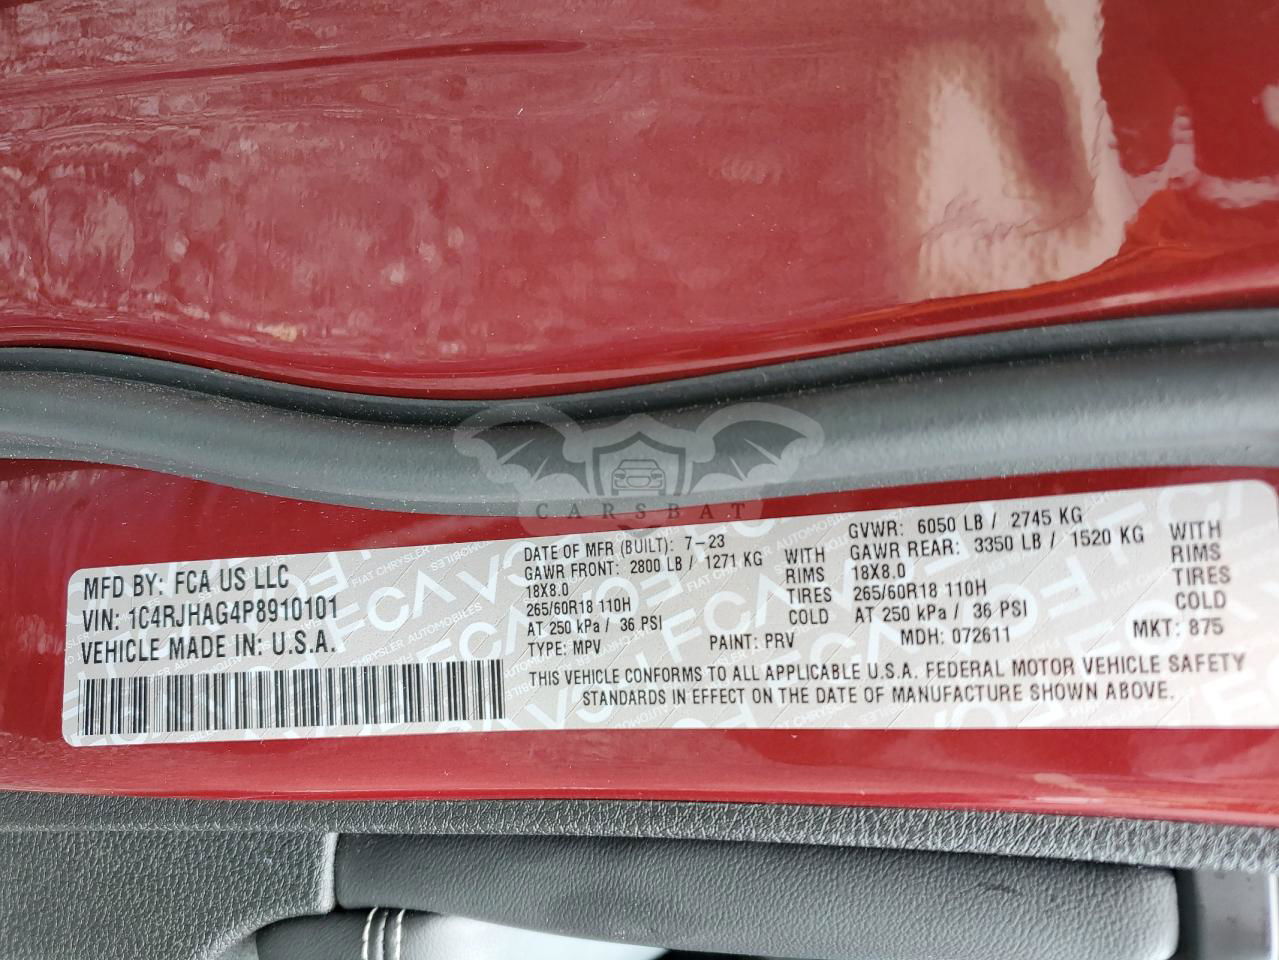 CARSBAT
MFD BY: FCA US LLC
VIN: 1C4RJHAG4P8910101
VEHICLE MADE IN: U.S.A.
DATE OF MFR (BUILT): 7-23
GAWR FRONT: 2800 LB / 1271 KG WITH
18X8.0 RIMS
265/60R18 110H TIRES
AT 250 kPa / 36 PSI COLD
TYPE: MPV PAINT: PRV
GVWR: 6050 LB / 2745 KG
GAWR REAR: 3350 LB / 1520 KG WITH
18X8.0 RIMS
265/60R18 110H TIRES
AT 250 kPa / 36 PSI COLD
MDH: 072611 MKT: 875
THIS VEHICLE CONFORMS TO ALL APPLICABLE U.S.A. FEDERAL MOTOR VEHICLE SAFETY
STANDARDS IN EFFECT ON THE DATE OF MANUFACTURE SHOWN ABOVE.